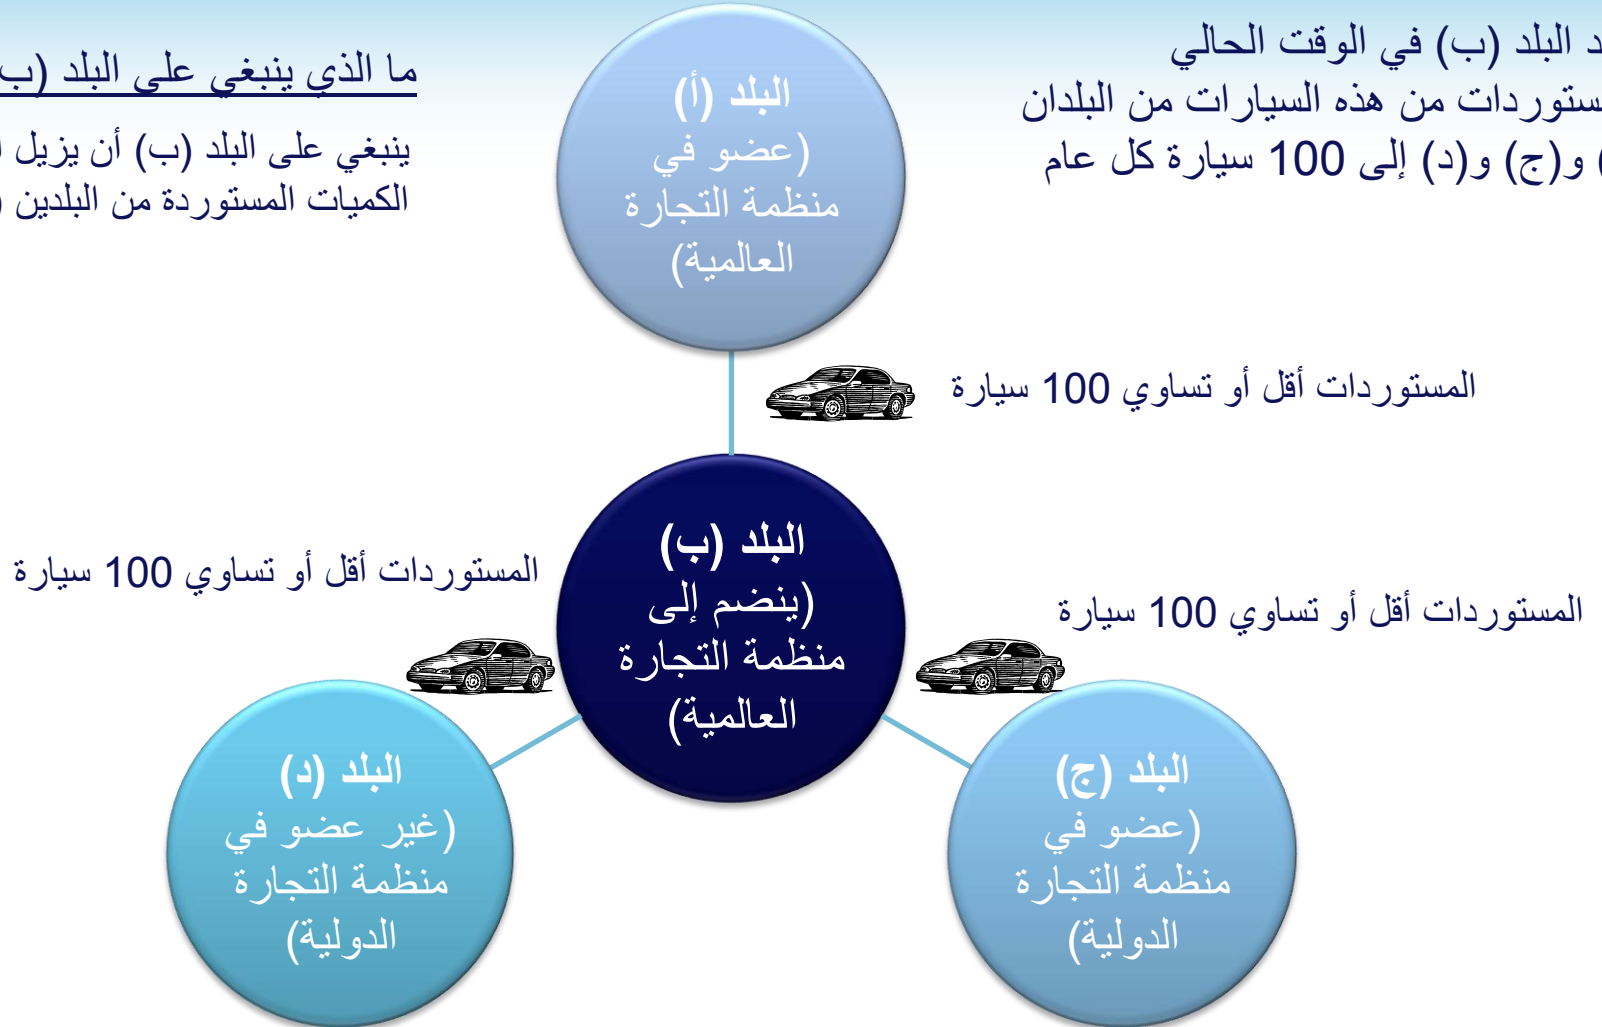 البلد (ب) في الوقت الحالي
من هذه السيارات من البلدان
و(ج) و(د) إلى 100 سيارة كل عام
ما الذي ينبغي على البلد (ب
ينبغي على البلد (ب) أن يزيل
الكميات المستوردة من البلدين
البلد (أ)
(عضو في
منظمة التجارة
العالمية)
المستوردات أقل أو تساوي 100 سيارة
البلد (ب)
(ينضم إلى
منظمة التجارة
العالمية)
المستوردات أقل أو تساوي 100 سيارة
المستوردات أقل أو تساوي 100 سيارة
البلد (ج)
(عضو في
منظمة التجارة
الدولية)
البلد (د)
(غير عضو في
منظمة التجارة
الدولية)